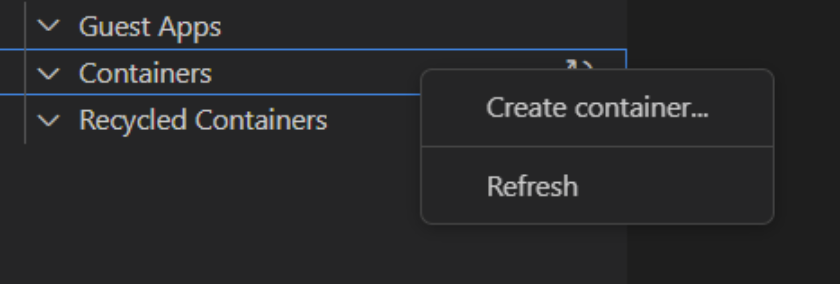 Guest Apps
Containers
Recycled Containers
Create container...
Refresh